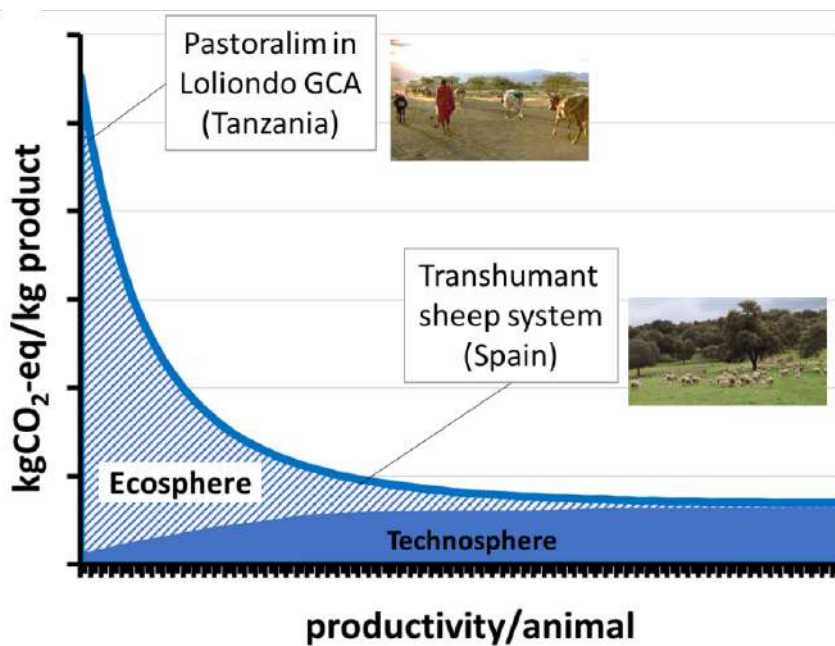 Pastoralim in
Loliondo GCA
(Tanzania)
kgCO₂-eq/kg product
Transhumant
sheep system
(Spain)
Ecosphere
Technosphere
productivity/animal